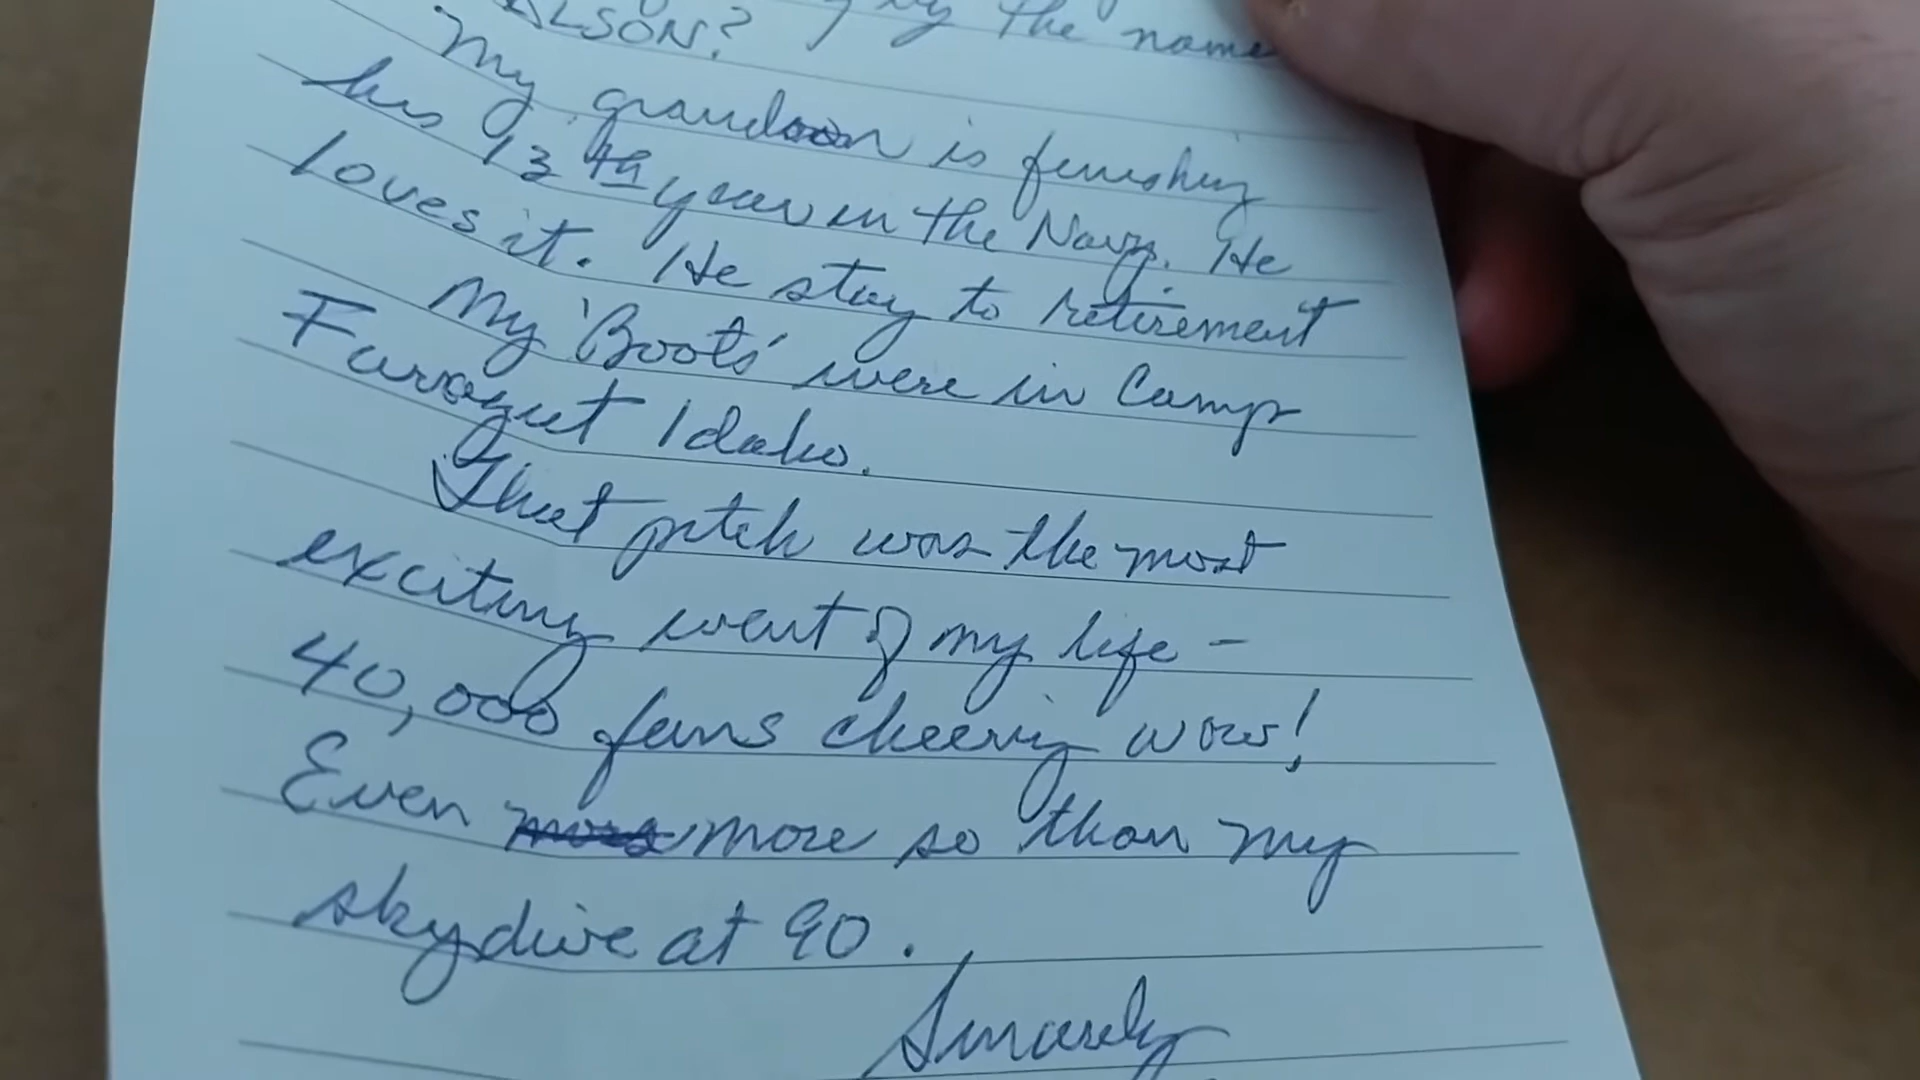 by the name
ALSON?
My grandson is finishing
his 13th year in the Navy. He
loves it. He stay to retirement
My 'Boots' were in Camp
Faragut Idaho.
That pitch was the most
exciting event of my life -
40,000 fans cheering wow!
Even more so than my
skydive at 90.
Sincerely